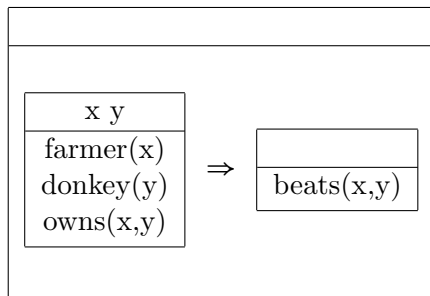 x y
farmer(x)
donkey(y)
owns(x,y)
⇒
beats(x,y)